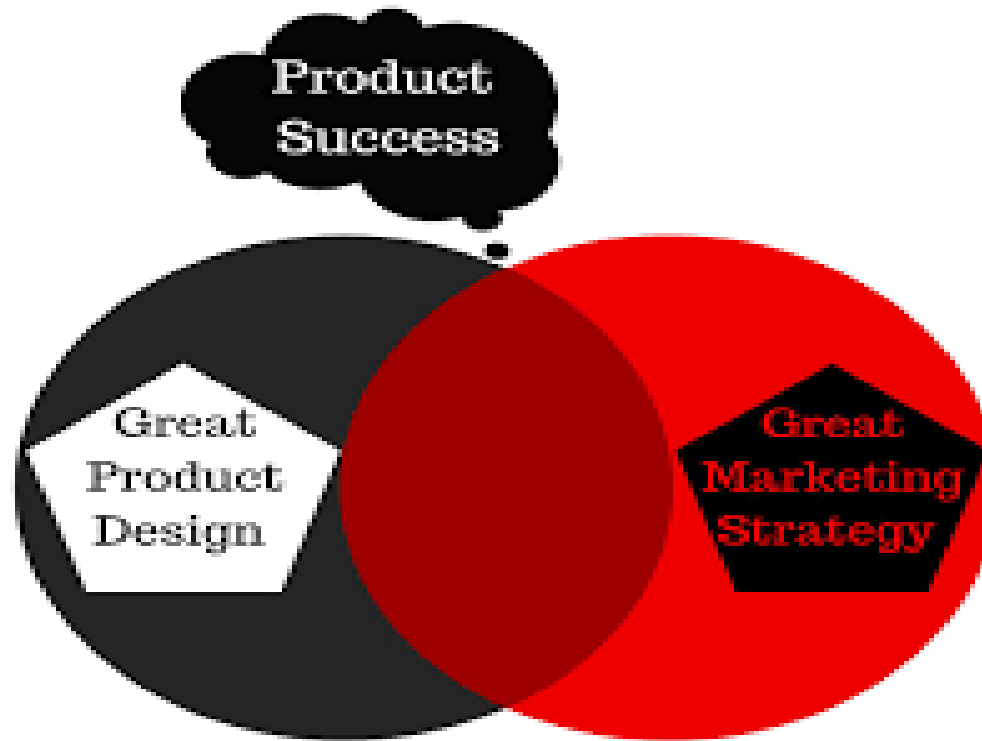 Product
Success
Great
Product
Design
Great
Marketing
Strategy